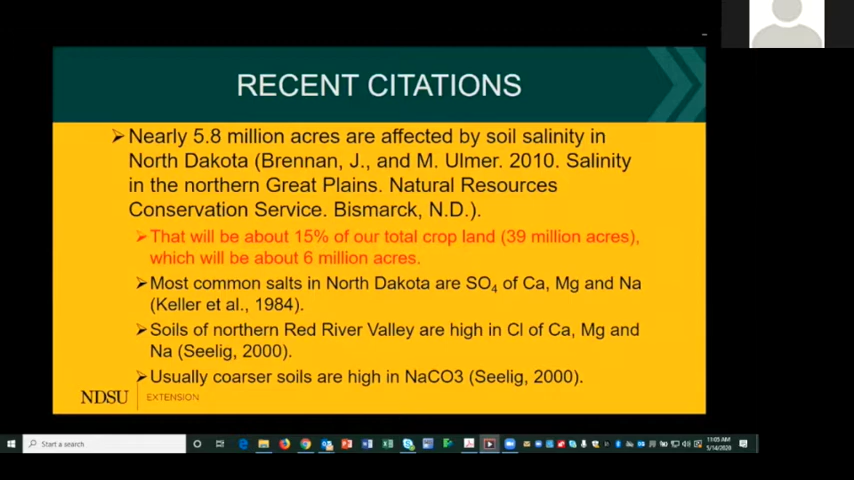 RECENT CITATIONS
Nearly 5.8 million acres are affected by soil salinity in
North Dakota (Brennan, J., and M. Ulmer. 2010. Salinity
in the northern Great Plains. Natural Resources
Conservation Service. Bismarck, N.D.).
That will be about 15% of our total crop land (39 million acres),
which will be about 6 million acres.
Most common salts in North Dakota are SO₄ of Ca, Mg and Na
(Keller et al., 1984).
Soils of northern Red River Valley are high in Cl of Ca, Mg and
Na (Seelig, 2000).
Usually coarser soils are high in NaCO3 (Seelig, 2000).
NDSU EXTENSION
Start a search
11:05 AM
5/14/2020